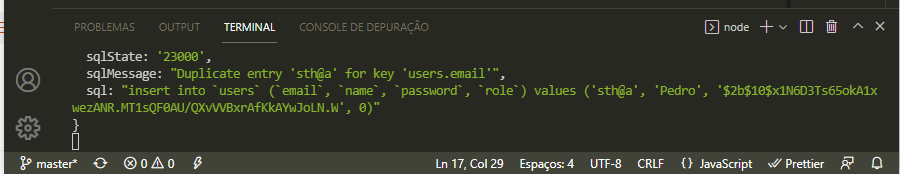 PROBLEMAS OUTPUT TERMINAL CONSOLE DE DEPURAÇÃO node
sqlState: '23000',
sqlMessage: "Duplicate entry 'sth@a' for key 'users.email'",
sql: "insert into `users` (`email`, `name`, `password`, `role`) values ('sth@a', 'Pedro', '$2b$10$x1N6D3Ts65okA1x
wezANR.MT1sQF0AU/QXvVVBxrAfKkAYwJoLN.W', 0)"
}
master* 0 0 Ln 17, Col 29 Espaços: 4 UTF-8 CRLF {} JavaScript Prettier